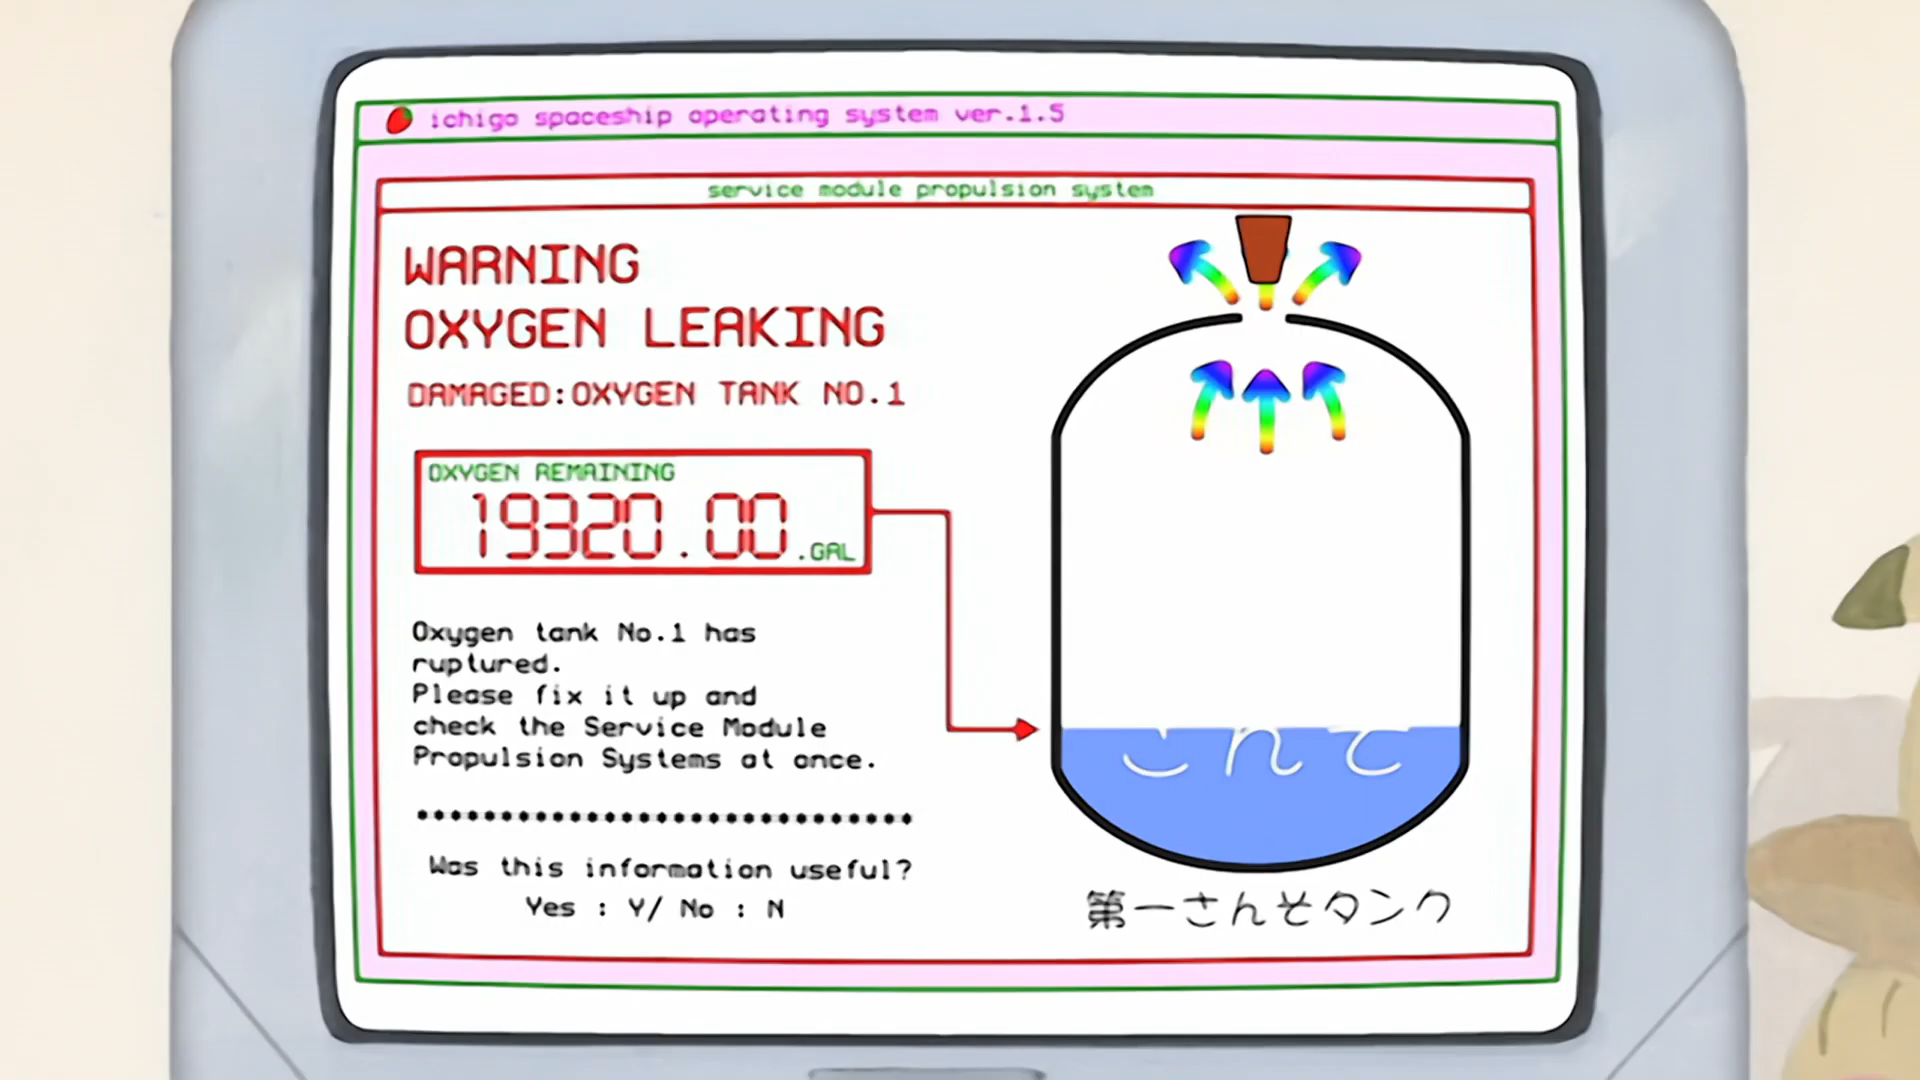 ichigo spaceship operating system ver.1.5
service module propulsion system
WARNING
OXYGEN LEAKING
DAMAGED:OXYGEN TANK NO.1
OXYGEN REMAINING
19320.00.GAL
Oxygen tank No.1 has
ruptured.
Please fix it up and
check the Service Module
Propulsion Systems at once.
Was this information useful?
Yes : Y/ No : N
第一さんそタンク